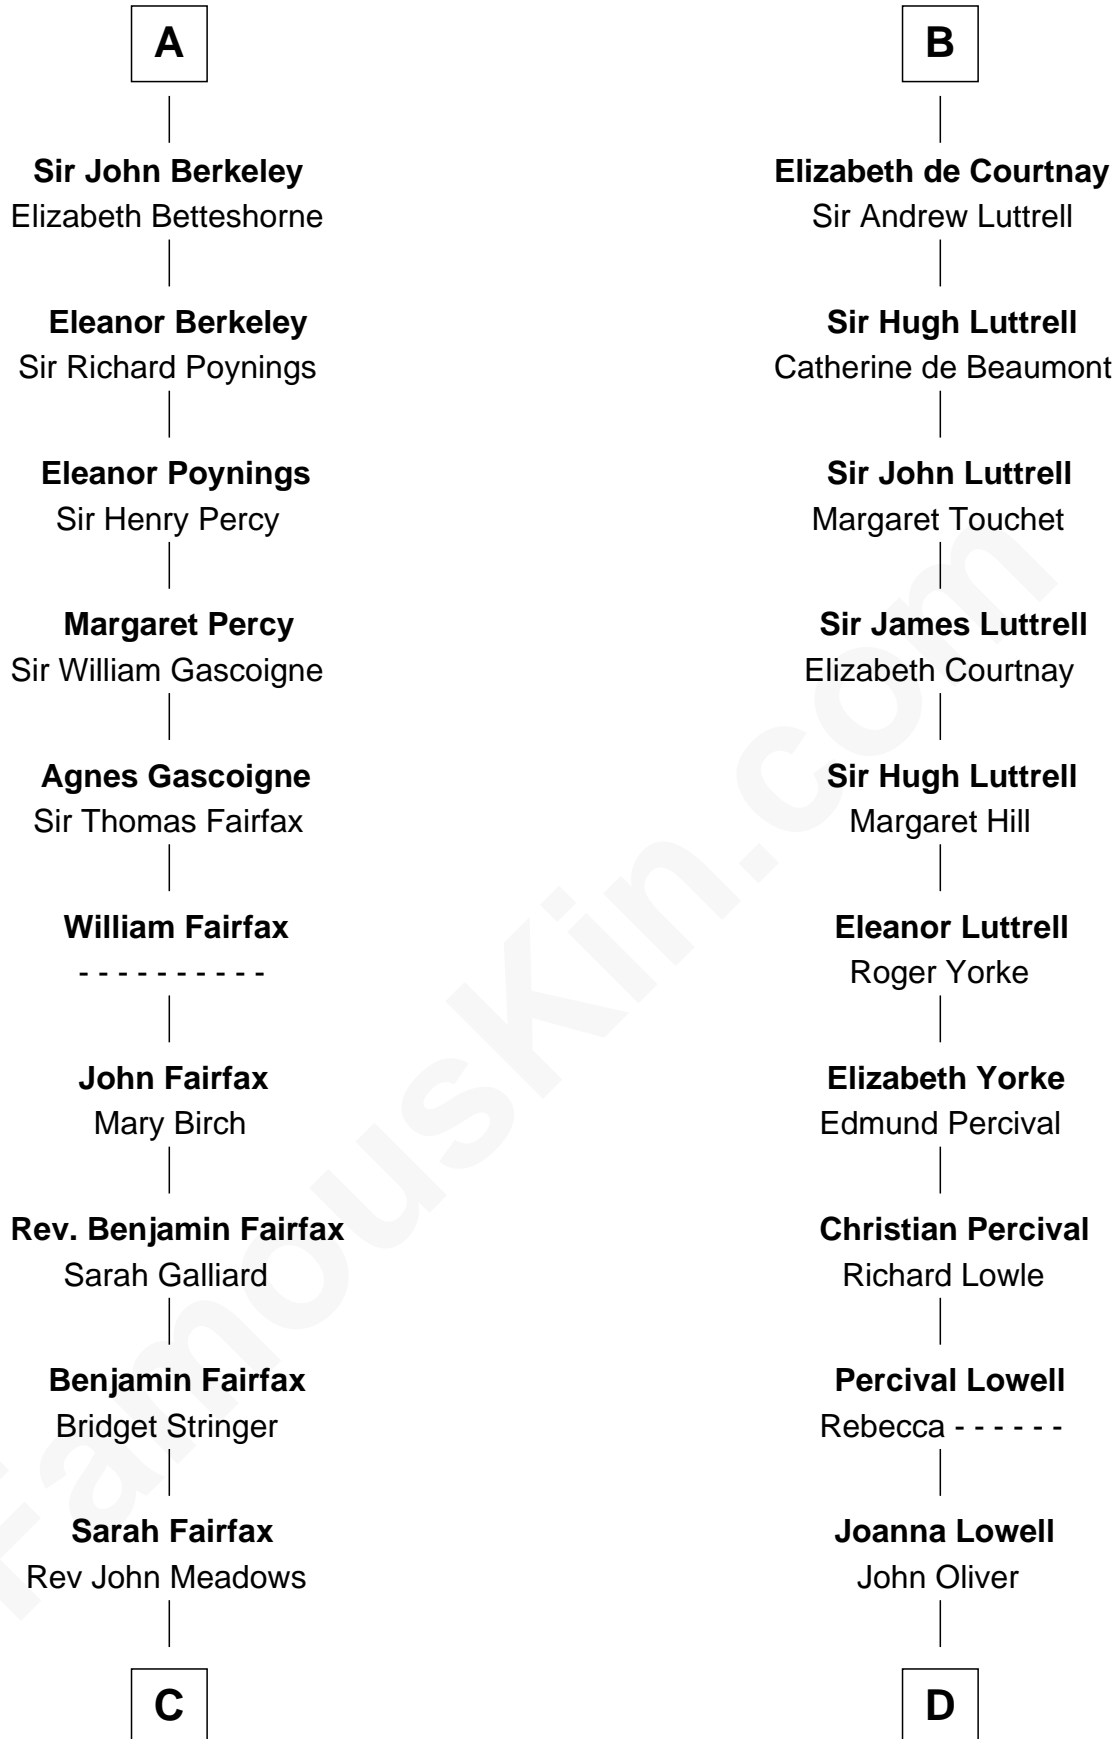 A
Sir John Berkeley
Elizabeth Betteshorne
Eleanor Berkeley
Sir Richard Poynings
Eleanor Poynings
Sir Henry Percy
Margaret Percy
Sir William Gascoigne
Agnes Gascoigne
Sir Thomas Fairfax
William Fairfax
- - - - - - - - - -
John Fairfax
Mary Birch
Rev. Benjamin Fairfax
Sarah Galliard
Benjamin Fairfax
Bridget Stringer
Sarah Fairfax
Rev John Meadows
C
B
Elizabeth de Courtnay
Sir Andrew Luttrell
Sir Hugh Luttrell
Catherine de Beaumont
Sir John Luttrell
Margaret Touchet
Sir James Luttrell
Elizabeth Courtnay
Sir Hugh Luttrell
Margaret Hill
Eleanor Luttrell
Roger Yorke
Elizabeth Yorke
Edmund Percival
Christian Percival
Richard Lowle
Percival Lowell
Rebecca - - - - - -
Joanna Lowell
John Oliver
D
FamousKin.com